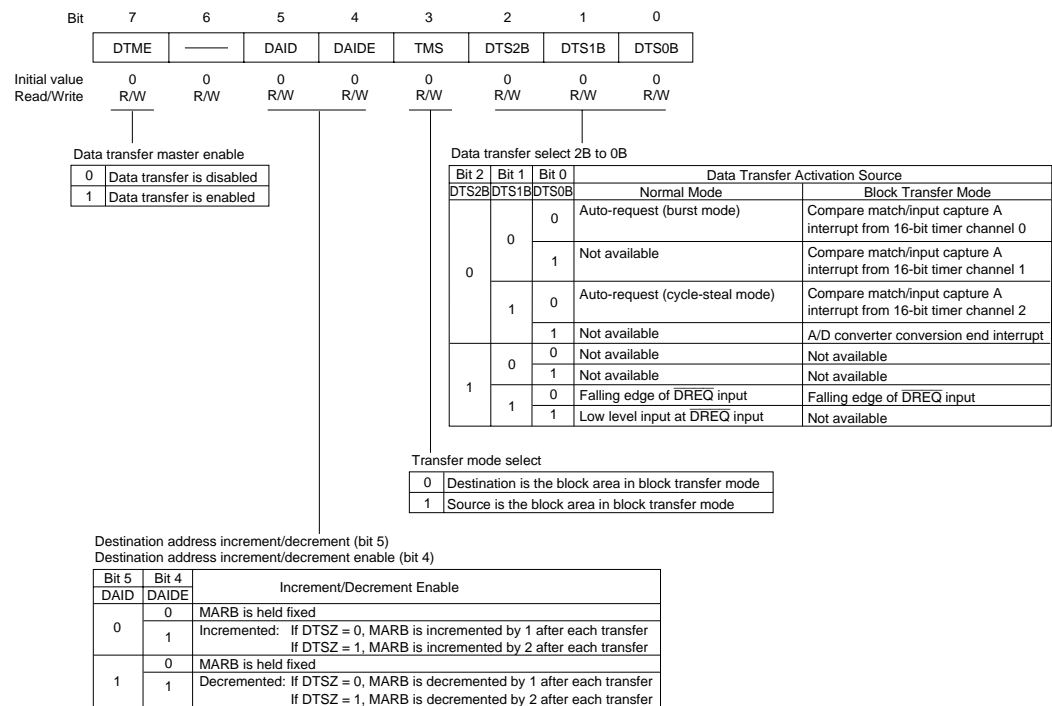 Bit 7 6 5 4 3 2 1 0
DTME DAID DAIDE TMS DTS2B DTS1B DTS0B
Initial value 0 0 0 0 0 0 0 0
Read/Write R/W R/W R/W R/W R/W R/W R/W R/W
Data transfer master enable
0 Data transfer is disabled
1 Data transfer is enabled
Data transfer select 2B to 0B
Bit 2 Bit 1 Bit 0 Data Transfer Activation Source
DTS2B DTS1B DTS0B Normal Mode Block Transfer Mode
0 0 0 Auto-request (burst mode) Compare match/input capture A
interrupt from 16-bit timer channel 0
1 Not available Compare match/input capture A
interrupt from 16-bit timer channel 1
1 0 Auto-request (cycle-steal mode) Compare match/input capture A
interrupt from 16-bit timer channel 2
1 Not available A/D converter conversion end interrupt
1 0 0 Not available Not available
1 Not available Not available
1 0 Falling edge of DREQ input Falling edge of DREQ input
1 Low level input at DREQ input Not available
Transfer mode select
0 Destination is the block area in block transfer mode
1 Source is the block area in block transfer mode
Destination address increment/decrement (bit 5)
Destination address increment/decrement enable (bit 4)
Bit 5 Bit 4 Increment/Decrement Enable
DAID DAIDE
0 0 MARB is held fixed
1 Incremented: If DTSZ = 0, MARB is incremented by 1 after each transfer
If DTSZ = 1, MARB is incremented by 2 after each transfer
1 0 MARB is held fixed
1 Decremented: If DTSZ = 0, MARB is decremented by 1 after each transfer
If DTSZ = 1, MARB is decremented by 2 after each transfer